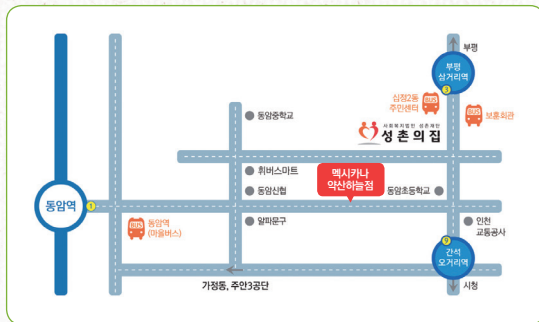 부평
부평
삼거리역
3
십정2동
주민센터
BUS
BUS
보훈회관
동암중학교
사회복지법인 성촌재단
성촌의집
휘버스마트
멕시카나
약산하늘점
동암신협
동암초등학교
동암역
1
BUS
동암역
(마을버스)
알파문구
인천
교통공사
9
간석
오거리역
가정동, 주안3공단
시청